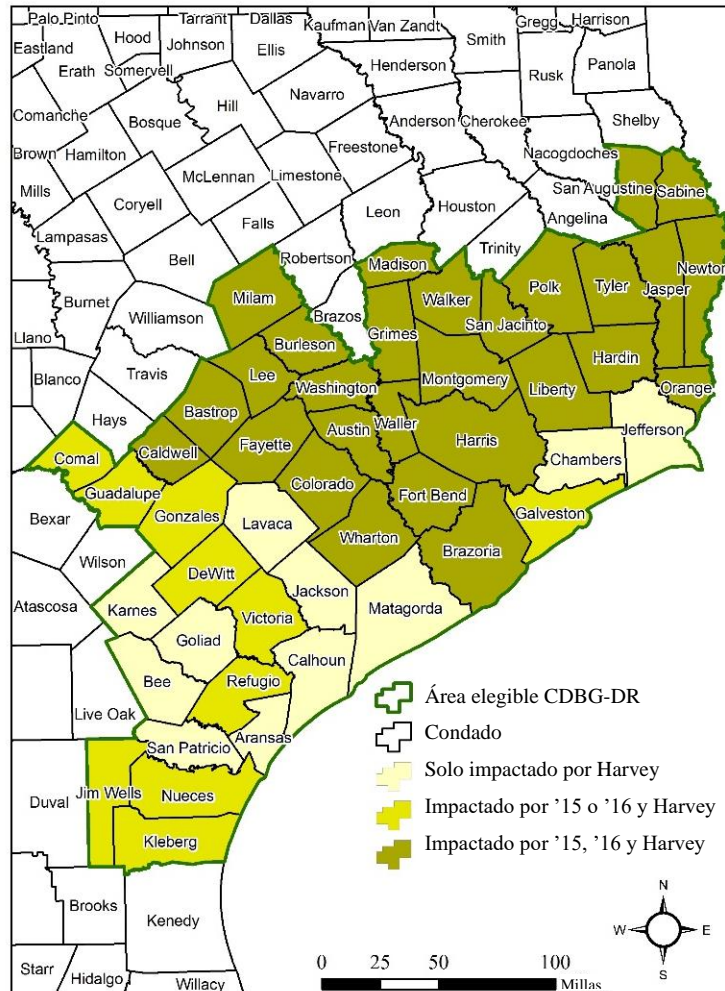 Palo Pinto
Tarrant
Dallas
Kaufman
Van Zandt
Gregg
Harrison
Eastland
Hood
Johnson
Ellis
Smith
Erath
Somervell
Henderson
Rusk
Panola
Comanche
Bosque
Hill
Navarro
Anderson
Cherokee
Shelby
Brown
Hamilton
Freestone
Nacogdoches
Mills
McLennan
Limestone
San Augustine
Sabine
Coryell
Leon
Houston
Angelina
Lampasas
Falls
Trinity
Bell
Robertson
Madison
Newton
Burnet
Milam
Walker
Polk
Tyler
Jasper
Llano
Williamson
Brazos
Grimes
San Jacinto
Burleson
Hardin
Blanco
Travis
Lee
Washington
Montgomery
Liberty
Orange
Hays
Bastrop
Austin
Waller
Jefferson
Comal
Caldwell
Fayette
Harris
Chambers
Guadalupe
Colorado
Fort Bend
Bexar
Gonzales
Lavaca
Galveston
Wilson
Wharton
Brazoria
DeWitt
Atascosa
Karnes
Jackson
Matagorda
Victoria
Goliad
Calhoun
Bee
Refugio
Live Oak
Aransas
San Patricio
Duval
Jim Wells
Nueces
Kleberg
Brooks
Kenedy
Starr
Hidalgo
Willacy
Área elegible CDBG-DR
Condado
Solo impactado por Harvey
Impactado por ’15 o ’16 y Harvey
Impactado por ’15, ’16 y Harvey
N
W
E
S
0 25 50 100
Millas